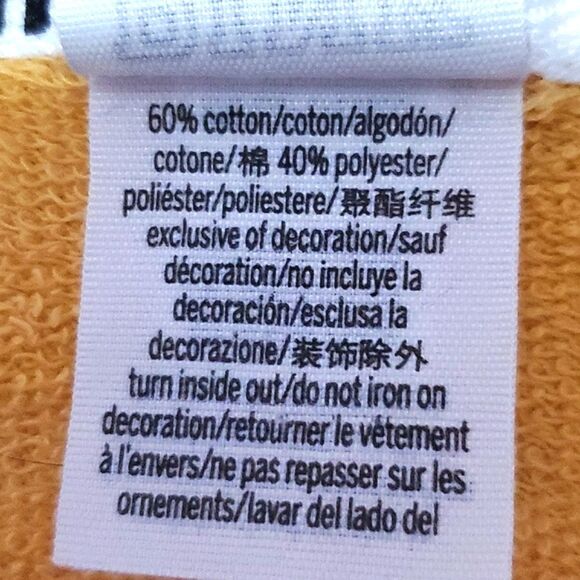 60% cotton/coton/algodón/
cotone/棉 40% polyester/
poliéster/poliestere/聚酯纤维
exclusive of decoration/sauf
décoration/no incluye la
decoración/esclusa la
decorazione/装饰除外
turn inside out/do not iron on
decoration/retourner le vétement
à l'envers/ne pas repasser sur les
ornements/lavar del lado del